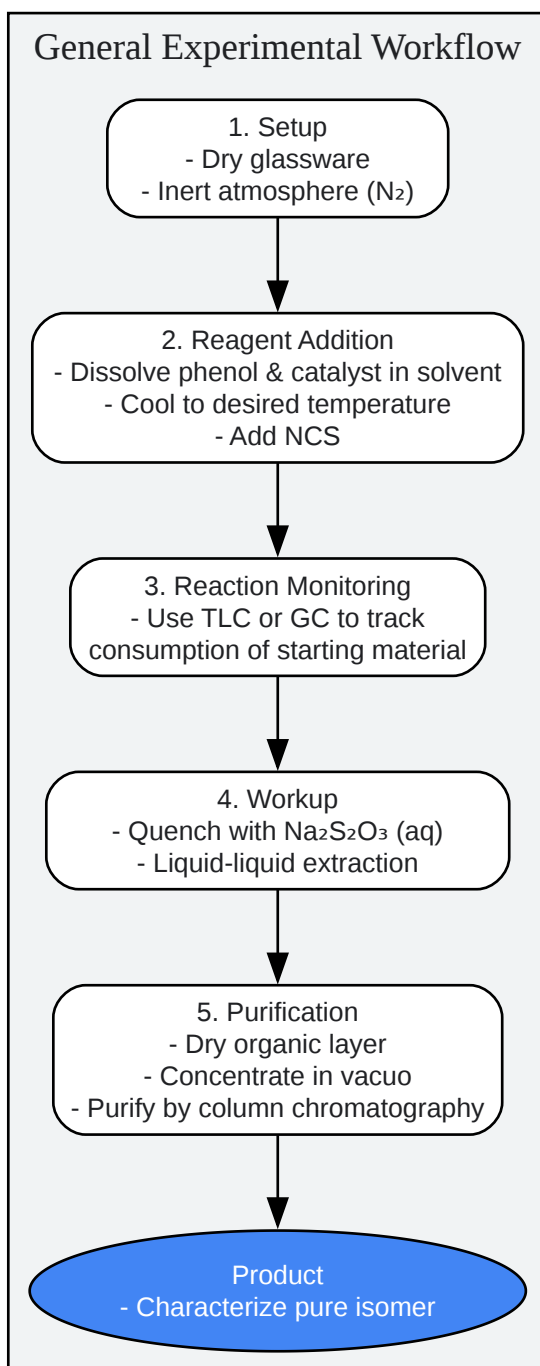 General Experimental Workflow
1. Setup
- Dry glassware
- Inert atmosphere (N₂)
2. Reagent Addition
- Dissolve phenol & catalyst in solvent
- Cool to desired temperature
- Add NCS
3. Reaction Monitoring
- Use TLC or GC to track
consumption of starting material
4. Workup
- Quench with Na₂S₂O₃ (aq)
- Liquid-liquid extraction
5. Purification
- Dry organic layer
- Concentrate in vacuo
- Purify by column chromatography
Product
- Characterize pure isomer